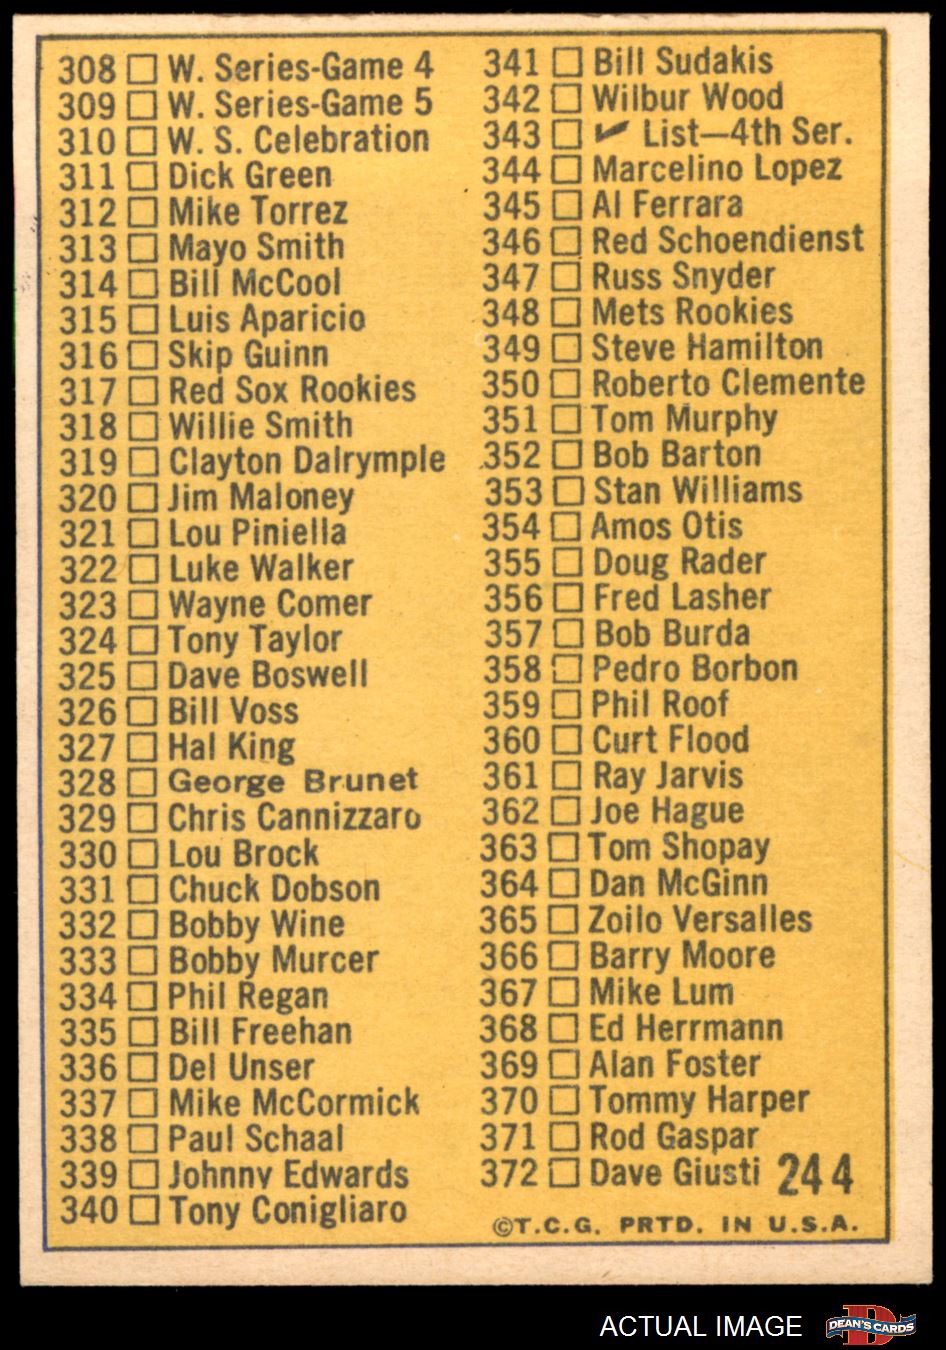 308 □ W. Series-Game 4
309 □ W. Series-Game 5
310 □ W. S. Celebration
311 □ Dick Green
312 □ Mike Torrez
313 □ Mayo Smith
314 □ Bill McCool
315 □ Luis Aparicio
316 □ Skip Guinn
317 □ Red Sox Rookies
318 □ Willie Smith
319 □ Clayton Dalrymple
320 □ Jim Maloney
321 □ Lou Piniella
322 □ Luke Walker
323 □ Wayne Comer
324 □ Tony Taylor
325 □ Dave Boswell
326 □ Bill Voss
327 □ Hal King
328 □ George Brunet
329 □ Chris Cannizzaro
330 □ Lou Brock
331 □ Chuck Dobson
332 □ Bobby Wine
333 □ Bobby Murcer
334 □ Phil Regan
335 □ Bill Freehan
336 □ Del Unser
337 □ Mike McCormick
338 □ Paul Schaal
339 □ Johnny Edwards
340 □ Tony Conigliaro
341 □ Bill Sudakis
342 □ Wilbur Wood
343 □ ✔ List—4th Ser.
344 □ Marcelino Lopez
345 □ Al Ferrara
346 □ Red Schoendienst
347 □ Russ Snyder
348 □ Mets Rookies
349 □ Steve Hamilton
350 □ Roberto Clemente
351 □ Tom Murphy
352 □ Bob Barton
353 □ Stan Williams
354 □ Amos Otis
355 □ Doug Rader
356 □ Fred Lasher
357 □ Bob Burda
358 □ Pedro Borbon
359 □ Phil Roof
360 □ Curt Flood
361 □ Ray Jarvis
362 □ Joe Hague
363 □ Tom Shopay
364 □ Dan McGinn
365 □ Zoilo Versalles
366 □ Barry Moore
367 □ Mike Lum
368 □ Ed Herrmann
369 □ Alan Foster
370 □ Tommy Harper
371 □ Rod Gaspar
372 □ Dave Giusti 244
©T.C.G. PRTD. IN U.S.A.
ACTUAL IMAGE DEAN'S CARDS